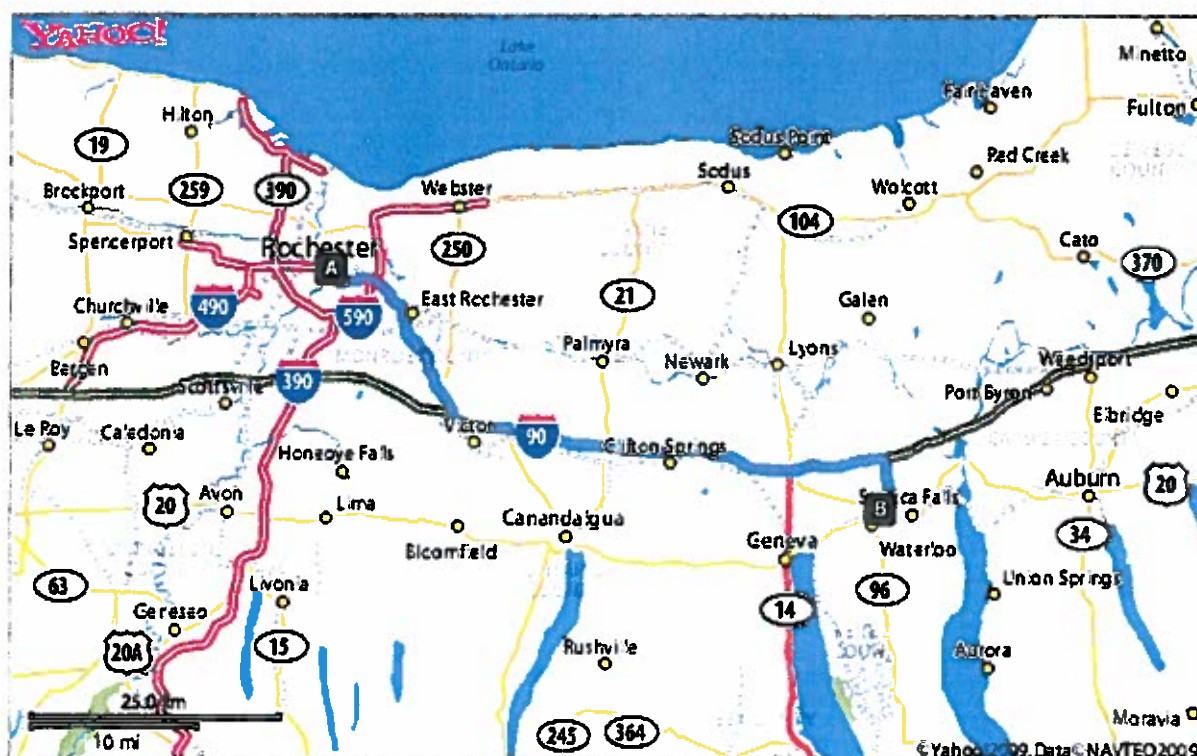 YAHOO!
Lake
Ontario
Minetto
Fair Haven
Fulton
Hilton
19
Sodus Point
Red Creek
Sodus
259
390
Webster
Wolcott
Brockport
104
Spencerport
Rochester
250
Cato
370
A
21
490
590
East Rochester
Galen
Churchville
Palmyra
Lyons
Bergen
MONROE COUNTY
Newark
Weedsport
390
Port Byron
Scottsville
Elbridge
Le Roy
Caledonia
Victor
90
Clifton Springs
Honeoye Falls
Auburn
20
20
Avon
Lima
Seneca Falls
B
Canandaigua
Bloomfield
Waterloo
34
Geneva
63
Livonia
96
Union Springs
14
Geneseo
15
20A
Rushville
Aurora
25.0 km
10 mi
245
364
Moravia
© Yahoo 2009, Data © NAVTEQ 2009